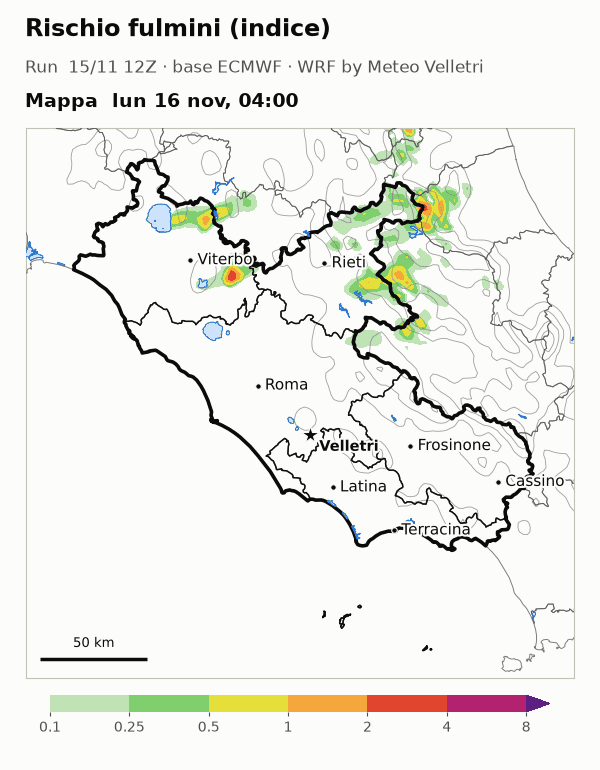 Rischio fulmini (indice)
Run  15/11 12Z · base ECMWF · WRF by Meteo Velletri
Mappa  lun 16 nov, 04:00
Viterbo
Rieti
Roma
Velletri
Frosinone
Latina
Cassino
Terracina
50 km
0.1 0.25 0.5 1 2 4 8